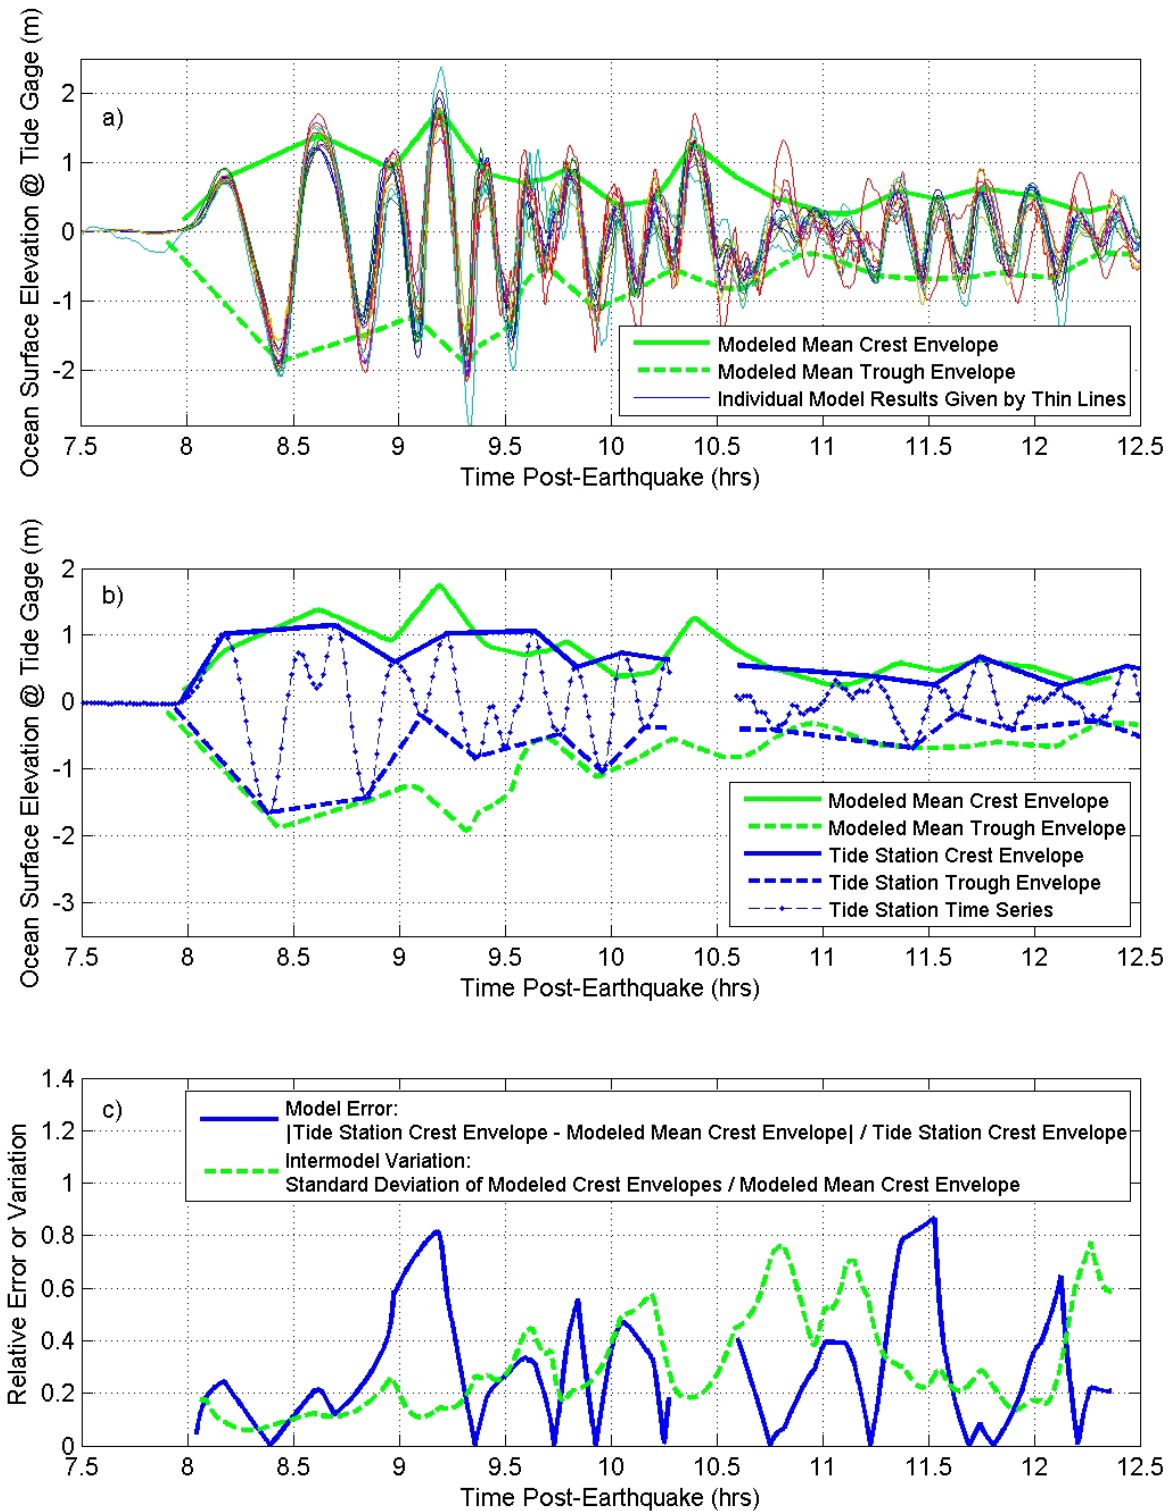 Ocean Surface Elevation @ Tide Gage (m)
a)
2
1
0
-1
-2
Modeled Mean Crest Envelope
Modeled Mean Trough Envelope
Individual Model Results Given by Thin Lines
7.5 8 8.5 9 9.5 10 10.5 11 11.5 12 12.5
Time Post-Earthquake (hrs)
Ocean Surface Elevation @ Tide Gage (m)
b)
2
1
0
-1
-2
-3
Modeled Mean Crest Envelope
Modeled Mean Trough Envelope
Tide Station Crest Envelope
Tide Station Trough Envelope
Tide Station Time Series
7.5 8 8.5 9 9.5 10 10.5 11 11.5 12 12.5
Time Post-Earthquake (hrs)
Relative Error or Variation
c)
1.4
1.2
1
0.8
0.6
0.4
0.2
0
Model Error:
|Tide Station Crest Envelope - Modeled Mean Crest Envelope| / Tide Station Crest Envelope
Intermodel Variation:
Standard Deviation of Modeled Crest Envelopes / Modeled Mean Crest Envelope
7.5 8 8.5 9 9.5 10 10.5 11 11.5 12 12.5
Time Post-Earthquake (hrs)